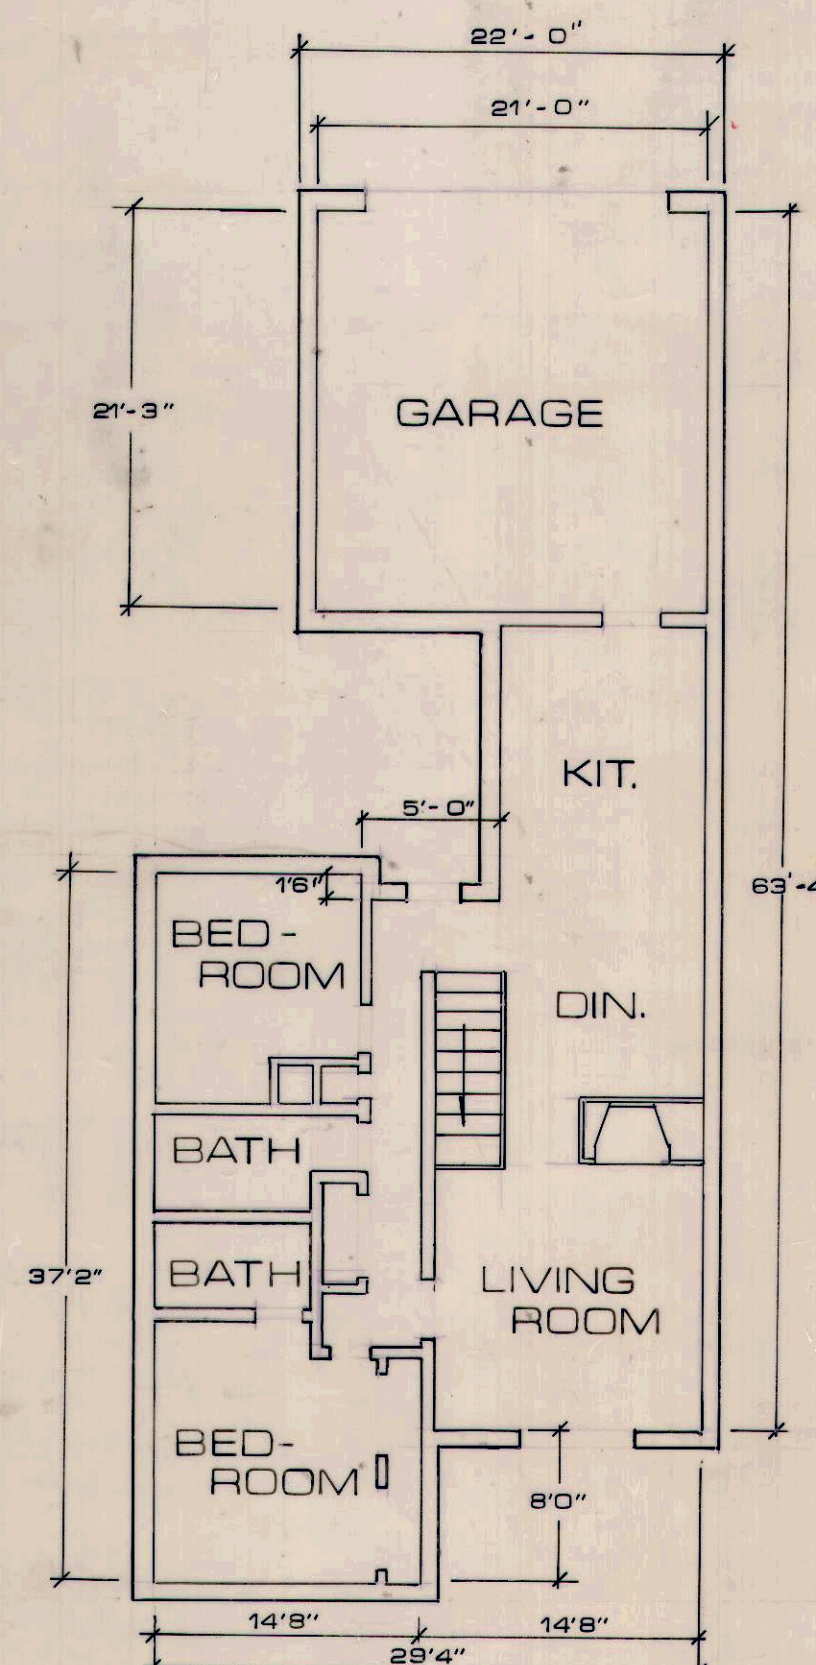 22'- 0"
21'-0"
21'-3"
GARAGE
KIT.
5'-0"
1'6"
63'-4
BED-
ROOM
DIN.
BATH
BATH
37'2"
LIVING
ROOM
BED-
ROOM
8'0"
14'8"
14'8"
29'4"